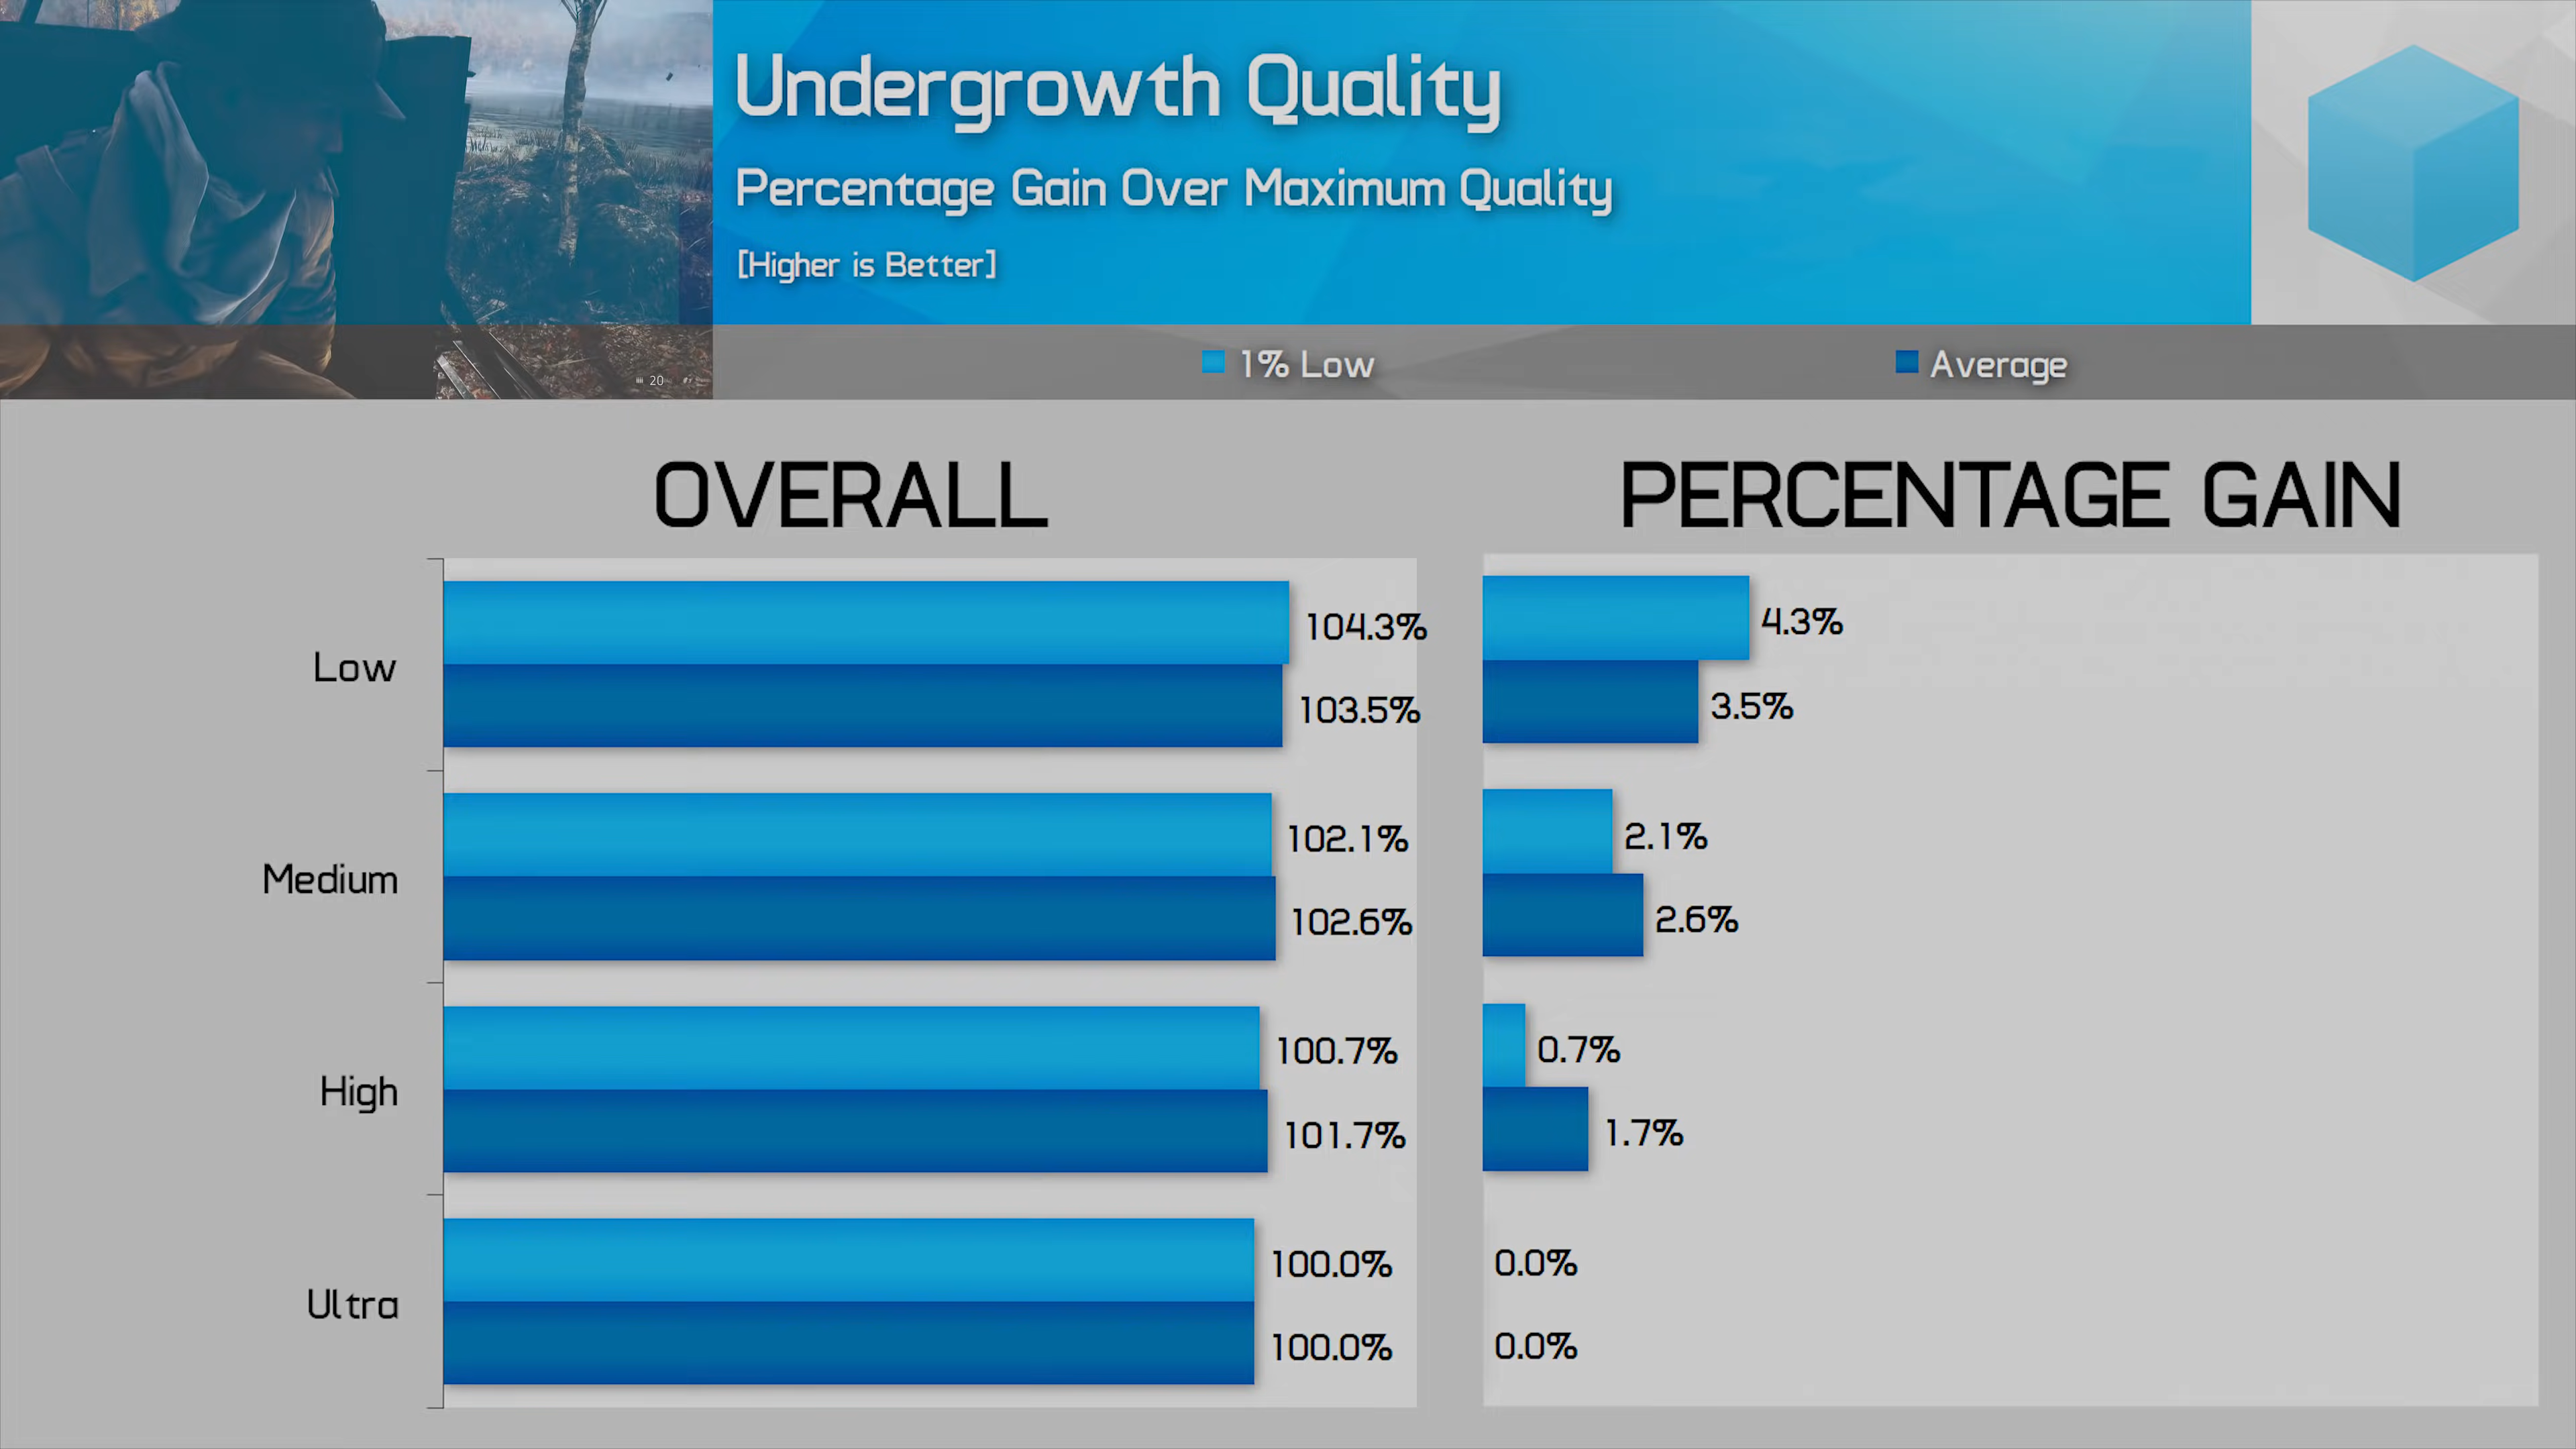 Undergrowth Quality
Percentage Gain Over Maximum Quality
[Higher is Better]
20
1% Low
Average
OVERALL
PERCENTAGE GAIN
Low
104.3%
103.5%
4.3%
3.5%
Medium
102.1%
102.6%
2.1%
2.6%
High
100.7%
101.7%
0.7%
1.7%
Ultra
100.0%
100.0%
0.0%
0.0%